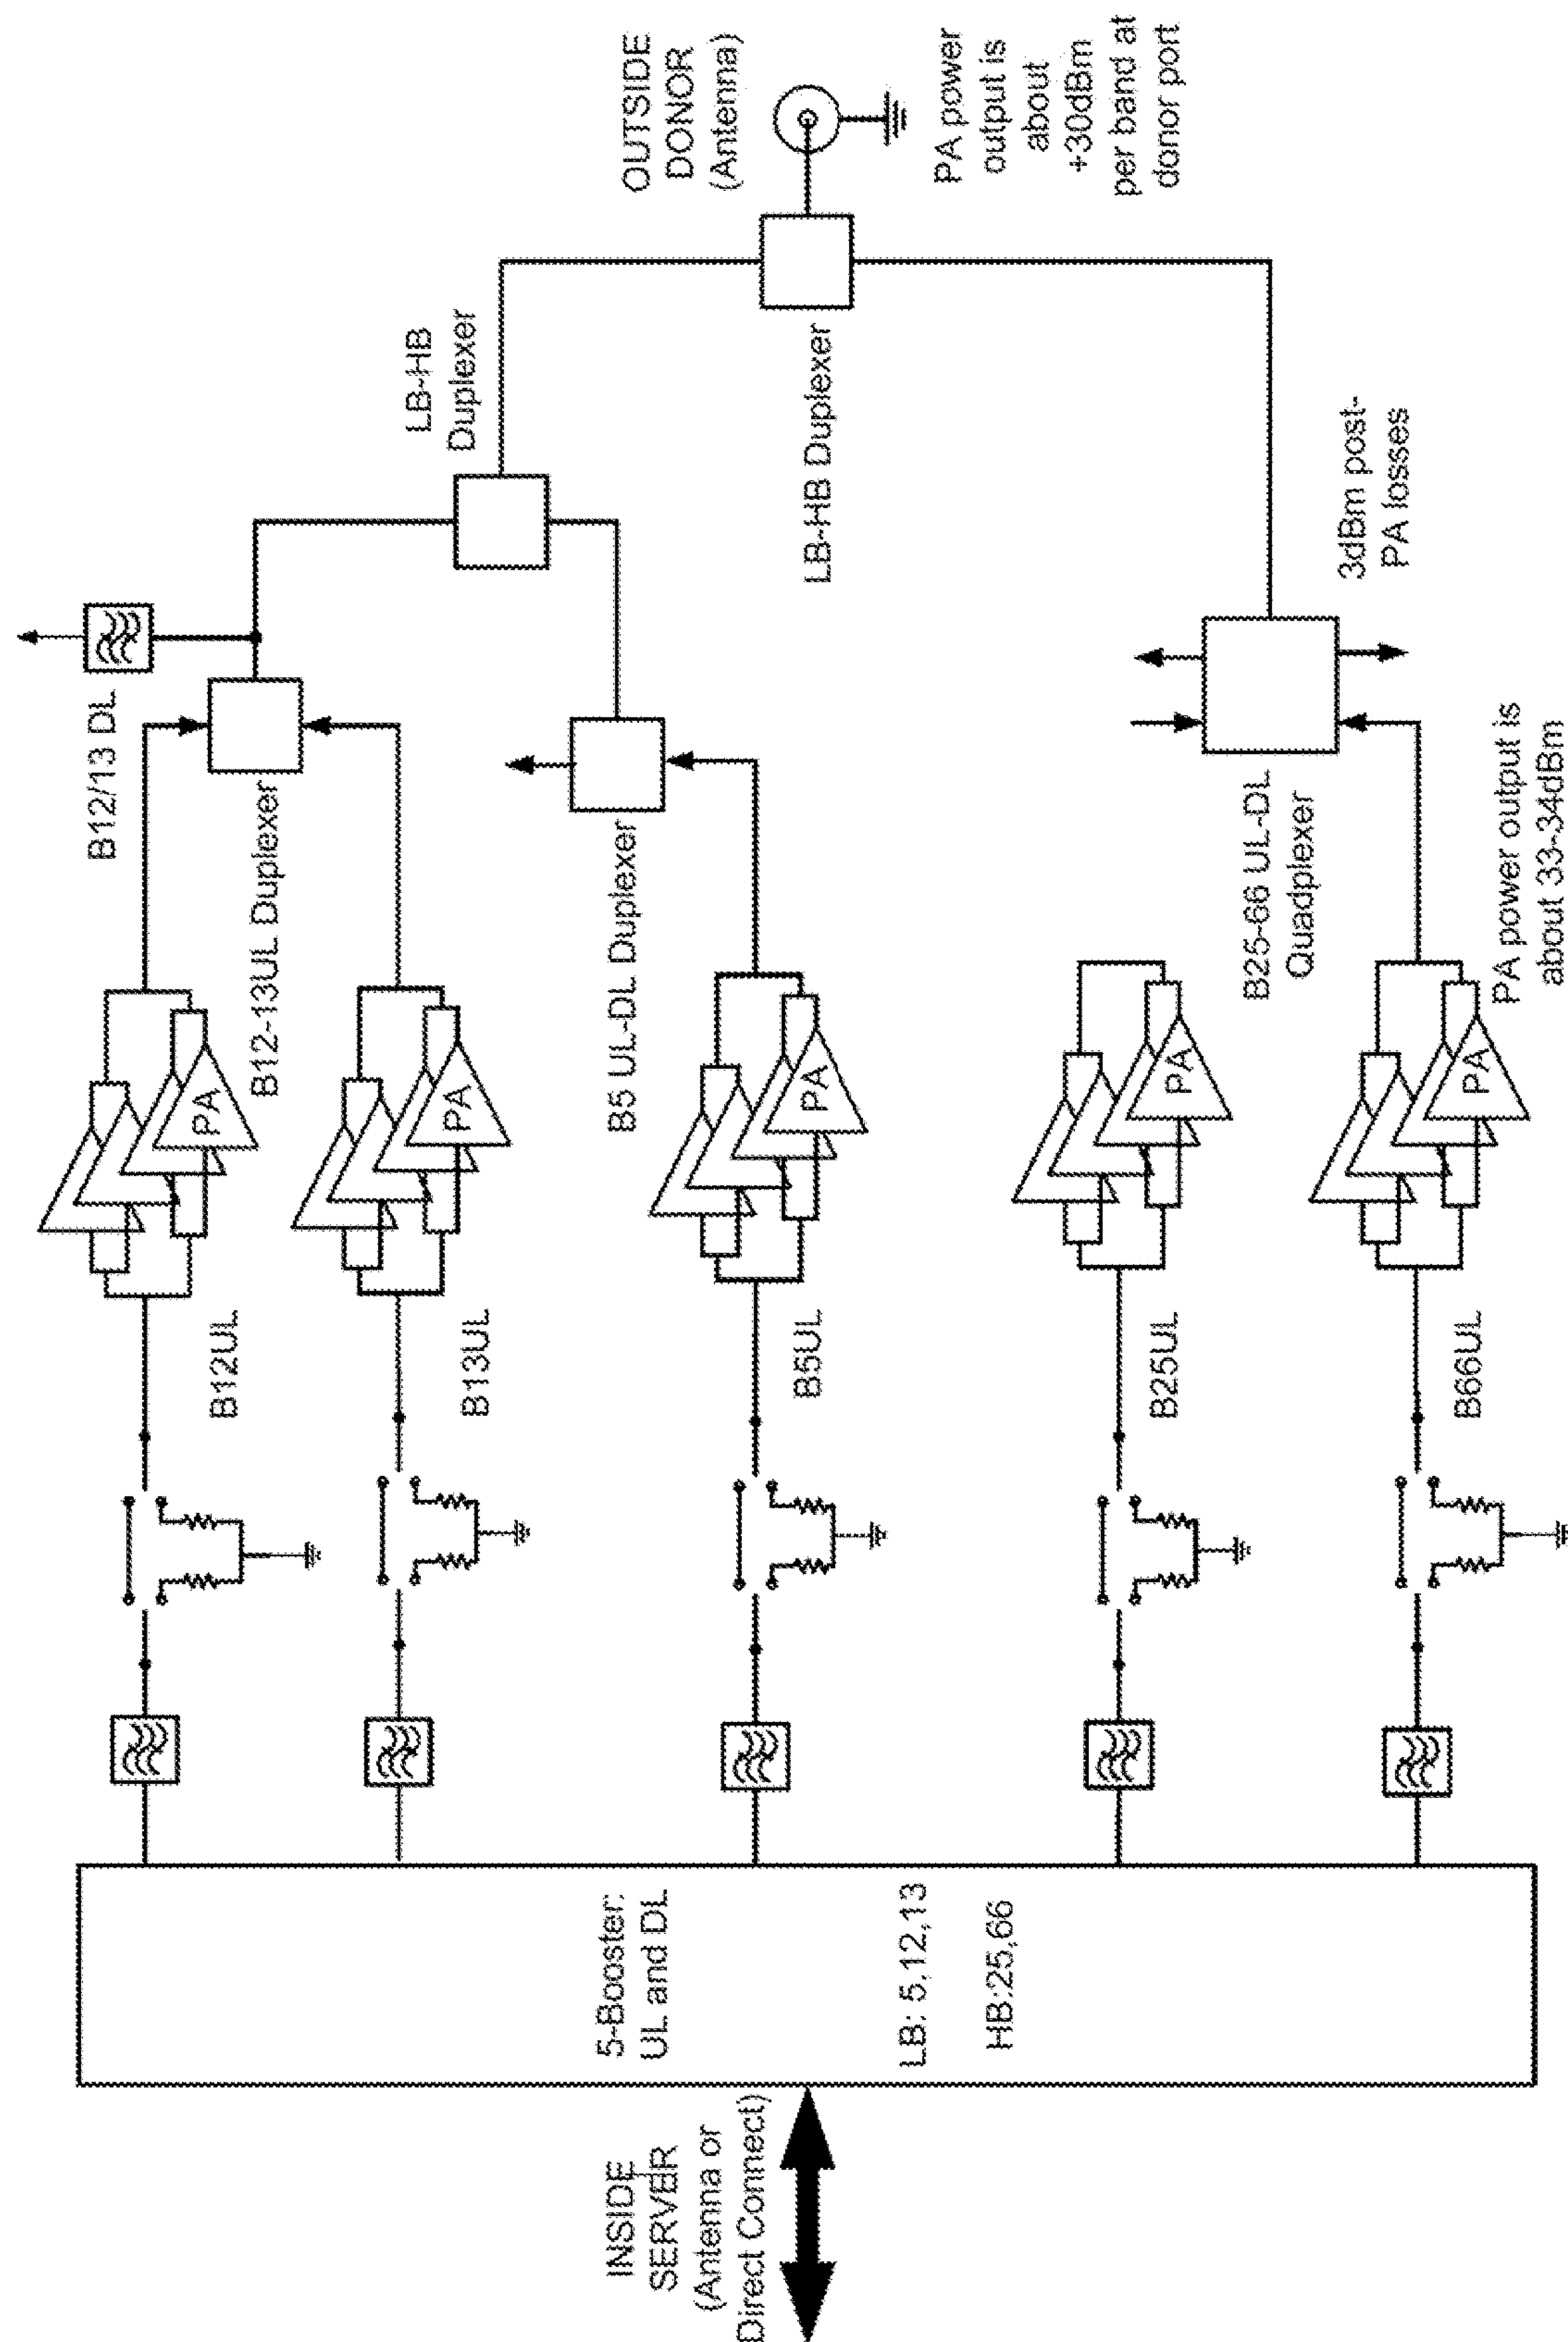 INSIDE
SERVER
(Antenna or
Direct Connect)
5-Booster:
UL and DL
LB: 5,12,13
HB:25,66
B12UL
B13UL
B5UL
B25UL
B66UL
PA
PA
PA
PA
PA
B12/13 DL
B12-13UL Duplexer
B5 UL-DL Duplexer
B25-66 UL-DL
Quadplexer
PA power output is
about 33-34dBm
LB-HB
Duplexer
LB-HB Duplexer
3dBm post-
PA losses
OUTSIDE
DONOR
(Antenna)
PA power
output is
about
+30dBm
per band at
donor port